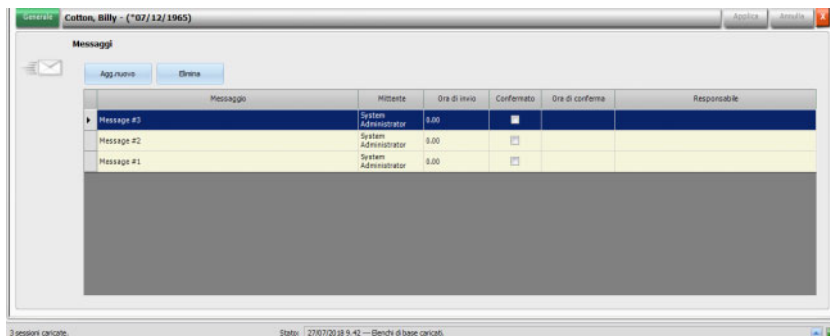 Generale Cotton, Billy - (*07/12/1965) Applica Annulla X
Messaggi
Agg.nuovo Elimina
Messaggio Mittente Ora di invio Confermato Ora di conferma Responsabile
Message #3 System Administrator 0.00
Message #2 System Administrator 0.00
Message #1 System Administrator 0.00
3 sessioni caricate. Stato: 27/07/2018 9.42 --- Elenchi di base caricati.